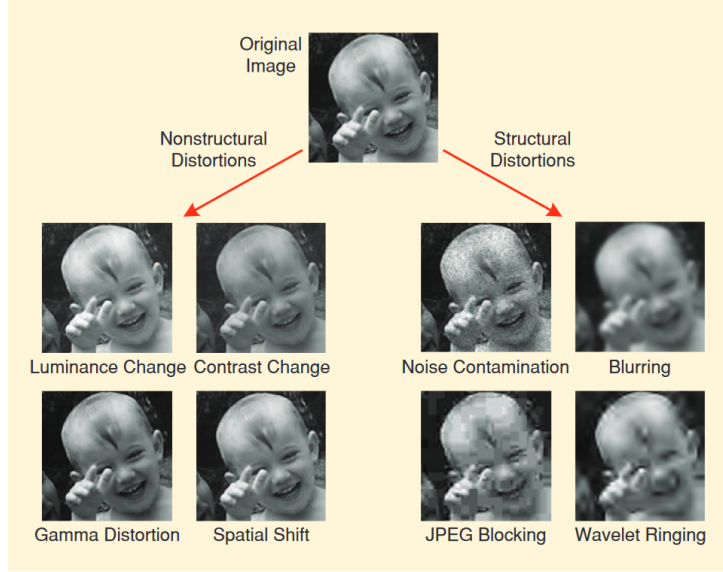 Original
Image
Nonstructural
Distortions
Structural
Distortions
Luminance Change Contrast Change
Noise Contamination Blurring
Gamma Distortion Spatial Shift
JPEG Blocking Wavelet Ringing